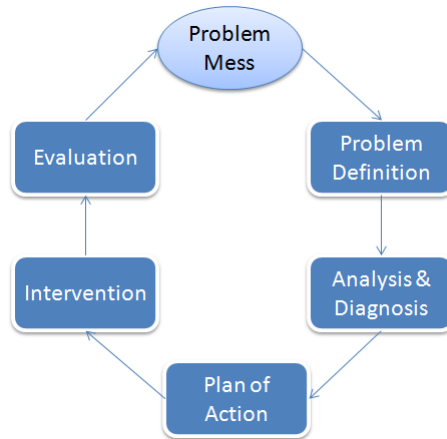 Problem
Mess
Problem
Definition
Analysis &
Diagnosis
Plan of
Action
Intervention
Evaluation